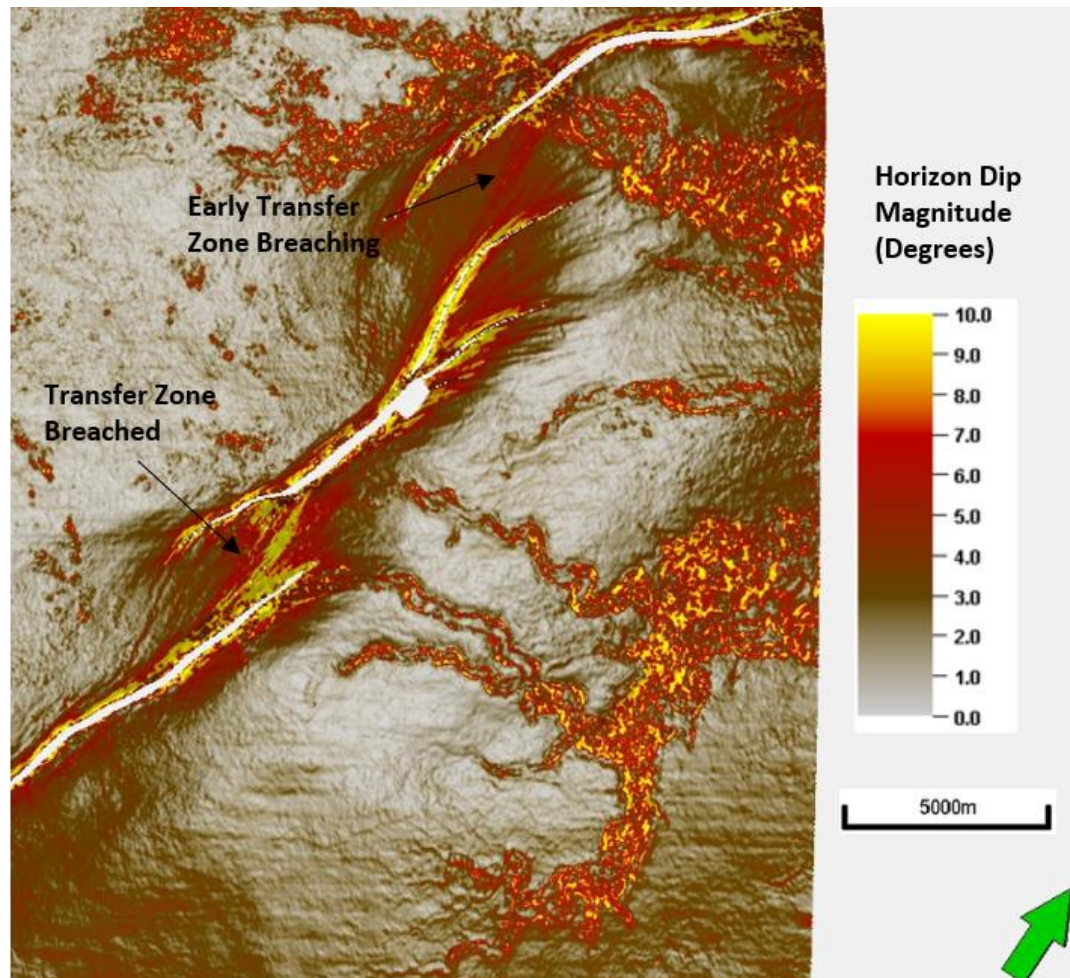 Early Transfer
Zone Breaching
Transfer Zone
Breached
Horizon Dip
Magnitude
(Degrees)
10.0
9.0
8.0
7.0
6.0
5.0
4.0
3.0
2.0
1.0
0.0
5000m